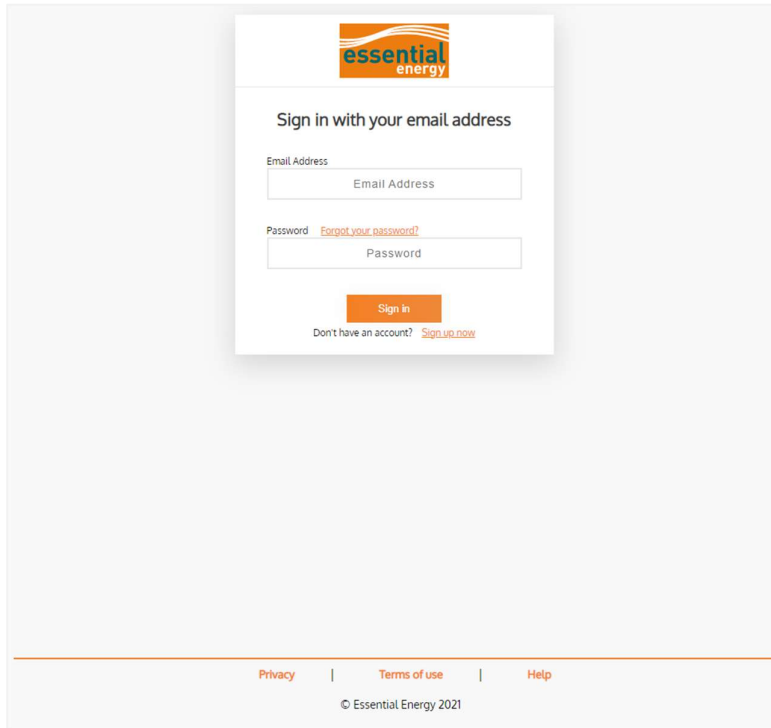 essential
energy
Sign in with your email address
Email Address
Email Address
Password Forgot your password?
Password
Sign in
Don't have an account? Sign up now
Privacy | Terms of use | Help
© Essential Energy 2021